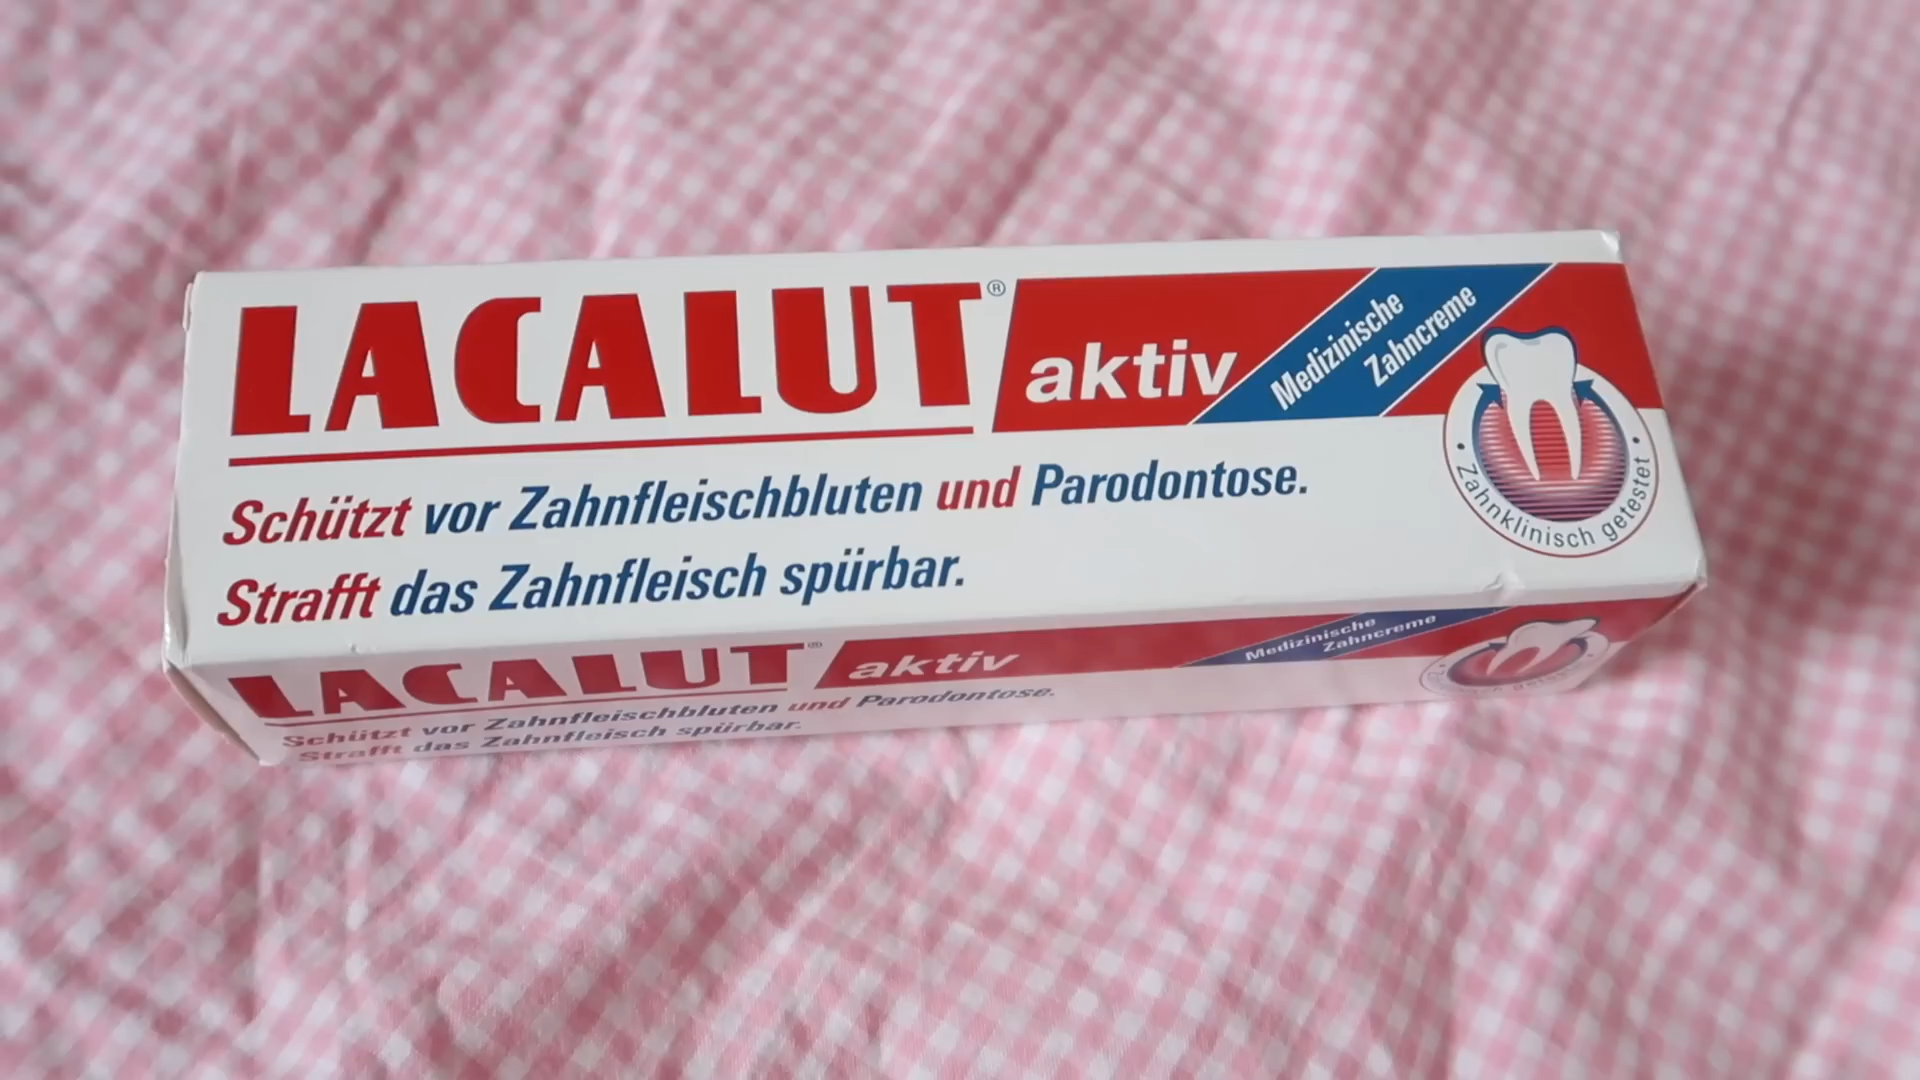 LACALUT® aktiv
Medizinische
Zahncreme
Schützt vor Zahnfleischbluten und Parodontose.
Strafft das Zahnfleisch spürbar.
• Zahnklinisch getestet •
LACALUT® aktiv
Medizinische
Zahncreme
Schützt vor Zahnfleischbluten und Parodontose.
Strafft das Zahnfleisch spürbar.